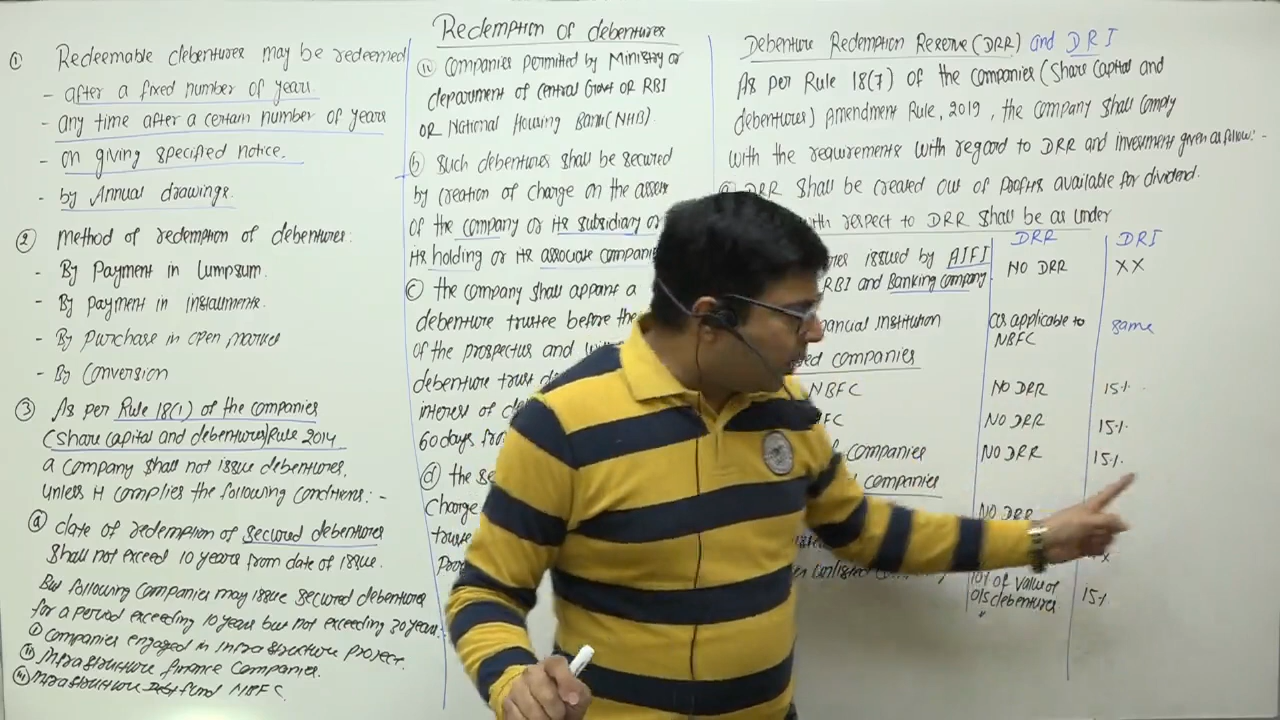 Redemption of debentures
① Redeemable debentures may be redeemed
- after a fixed number of years.
- any time after a certain number of years
- on giving specified notice.
- by Annual drawings.
② Method of redemption of debentures:
- By Payment in Lumpsum.
- By payment in installments.
- By Purchase in open market
- By Conversion
③ As per Rule 18(1) of the companies
(Share Capital and debentures) Rule 2014
a company shall not issue debentures,
unless it complies the following conditions:-
ⓐ date of redemption of secured debentures
shall not exceed 10 years from date of issue.
But following companies may issue secured debentures
for a period exceeding 10 years but not exceeding 30 years:
ⓘ Companies engaged in infrastructure project.
ⓘⓘ Infrastructure finance Companies.
ⓘⓘⓘ Infrastructure Debt fund NBFC.
Companies permitted by Ministry or
department of Central Govt OR RBI
OR National Housing Bank (NHB)
ⓑ Such debentures shall be secured
by creation of charge on the assets
of the company or its subsidiary or
its holding or its associate companies
ⓒ the company shall appoint a
debenture trustee before the
of the prospectus and
debenture trust
interest of
60 days
ⓓ the
Charge
Debenture Redemption Reserve (DRR) and DRI
As per Rule 18(7) of the companies (Share Capital and
debentures) Amendment Rule, 2019, the company shall comply
with the requirements with regard to DRR and investment given as follow:-
DRR shall be created out of profits available for dividend.
with respect to DRR shall be as under
DRR DRI
issued by AIFI NO DRR XX
RBI and Banking company.
institution as applicable to NBFC same
companies
NBFC NO DRR 15%
NO DRR 15%
companies NO DRR 15%
companies
NO DRR
10% of value of
o/s debentures 15%